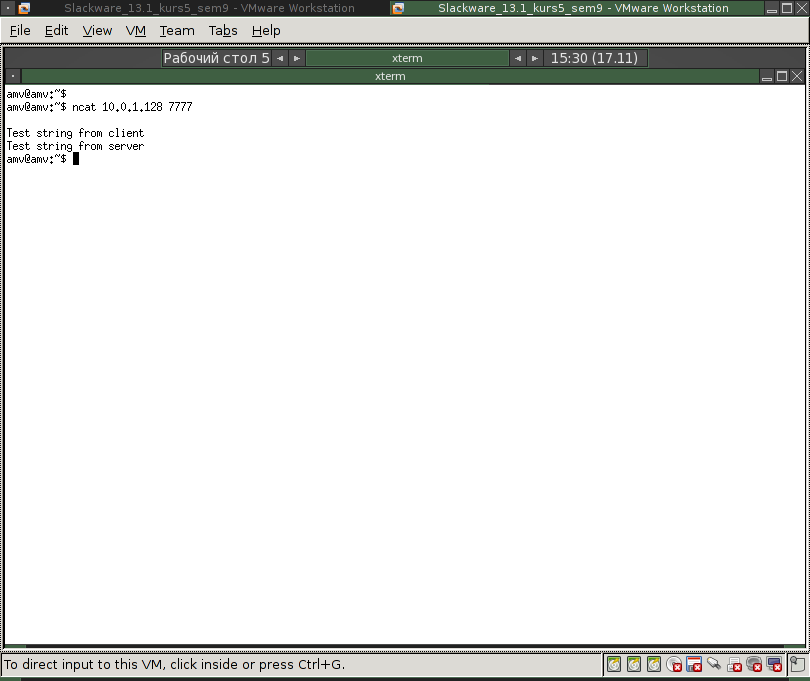 Slackware_13.1_kurs5_sem9 - VMware Workstation
Slackware_13.1_kurs5_sem9 - VMware Workstation
File Edit View VM Team Tabs Help
Рабочий стол 5 xterm 15:30 (17.11)
xterm
amv@amv:~$
amv@amv:~$ ncat 10.0.1.128 7777
Test string from client
Test string from server
amv@amv:~$
To direct input to this VM, click inside or press Ctrl+G.